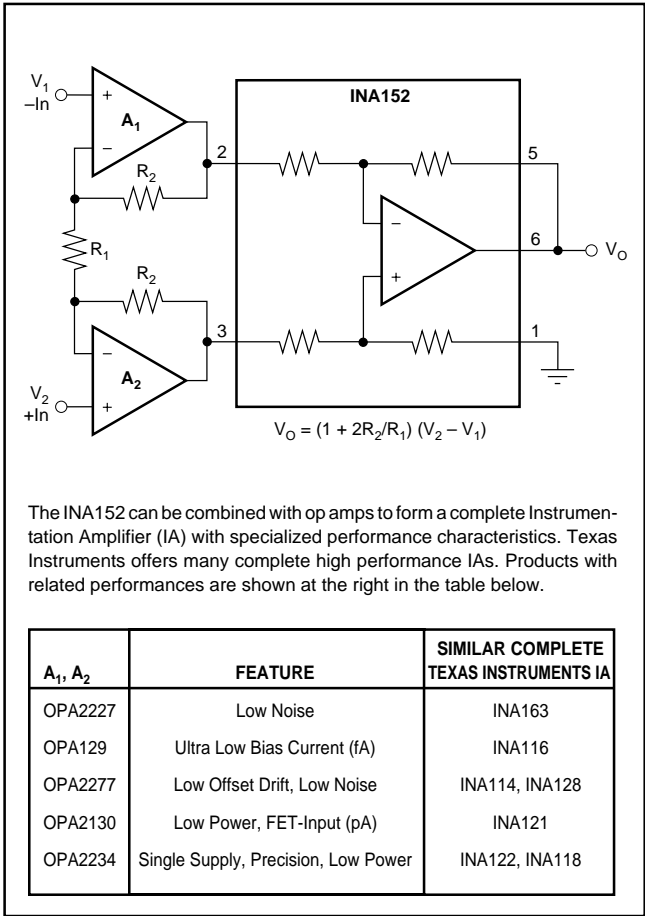 INA152
V1
–In
A1
+
–
R2
R1
R2
2
5
–
+
6
VO
3
1
–
A2
+
V2
+In
VO = (1 + 2R2/R1) (V2 – V1)
The INA152 can be combined with op amps to form a complete Instrumen-
tation Amplifier (IA) with specialized performance characteristics. Texas
Instruments offers many complete high performance IAs. Products with
related performances are shown at the right in the table below.
A1, A2 FEATURE SIMILAR COMPLETE
TEXAS INSTRUMENTS IA
OPA2227 Low Noise INA163
OPA129 Ultra Low Bias Current (fA) INA116
OPA2277 Low Offset Drift, Low Noise INA114, INA128
OPA2130 Low Power, FET-Input (pA) INA121
OPA2234 Single Supply, Precision, Low Power INA122, INA118